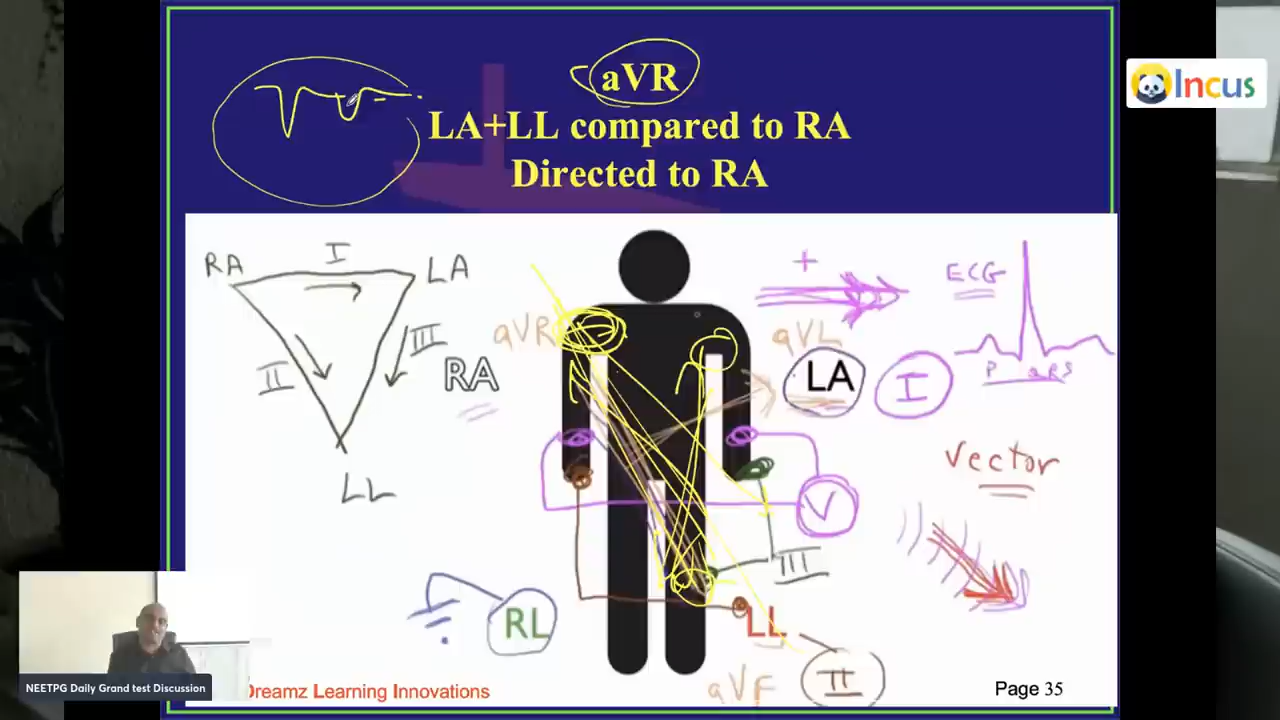 Incus
aVR
LA+LL compared to RA
Directed to RA
RA
I
LA
II
III
LL
aVR
RA
+
aVL
LA
I
ECG
P QRS
V
vector
III
RL
LL
II
aVF
NEETPG Daily Grand test Discussion
Dreamz Learning Innovations
Page 35